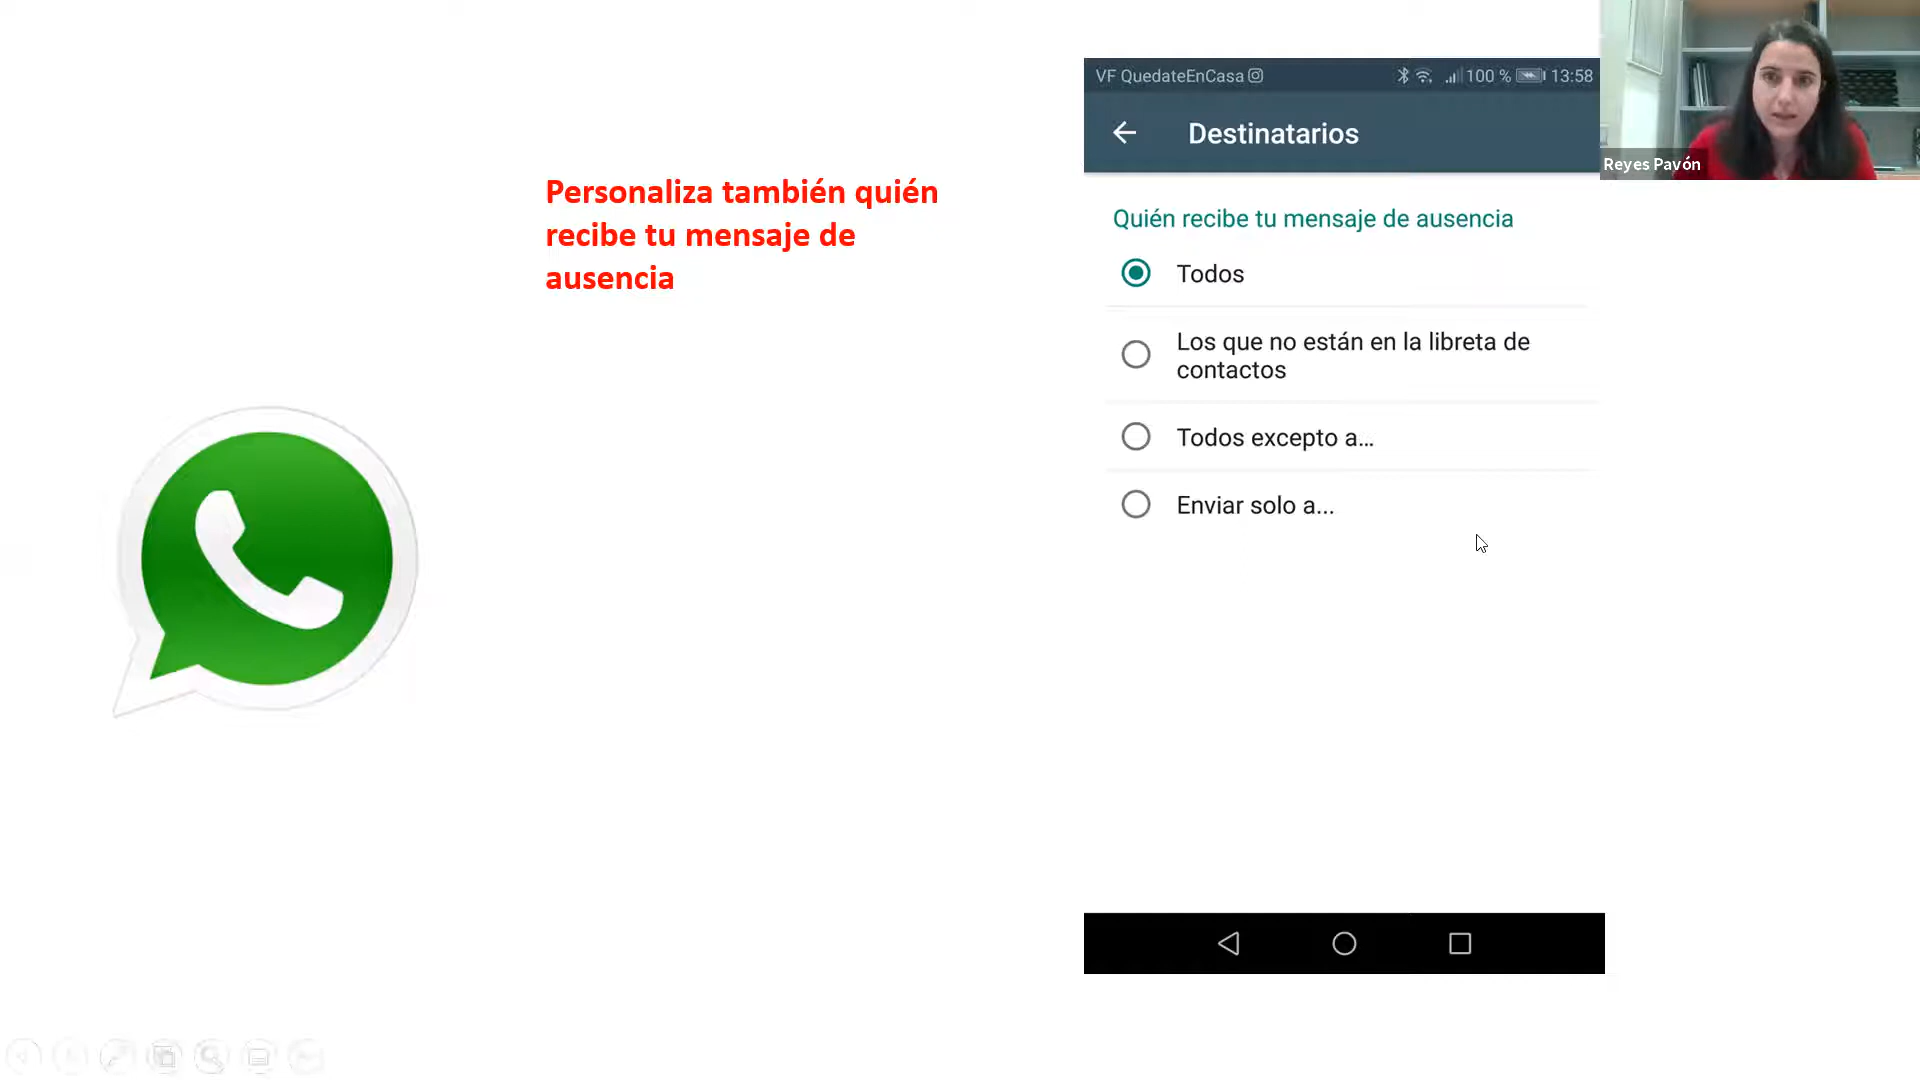 VF QuedateEnCasa 100 % 13:58
Destinatarios
Reyes Pavón
Personaliza también quién
recibe tu mensaje de
ausencia
Quién recibe tu mensaje de ausencia
Todos
Los que no están en la libreta de
contactos
Todos excepto a...
Enviar solo a...